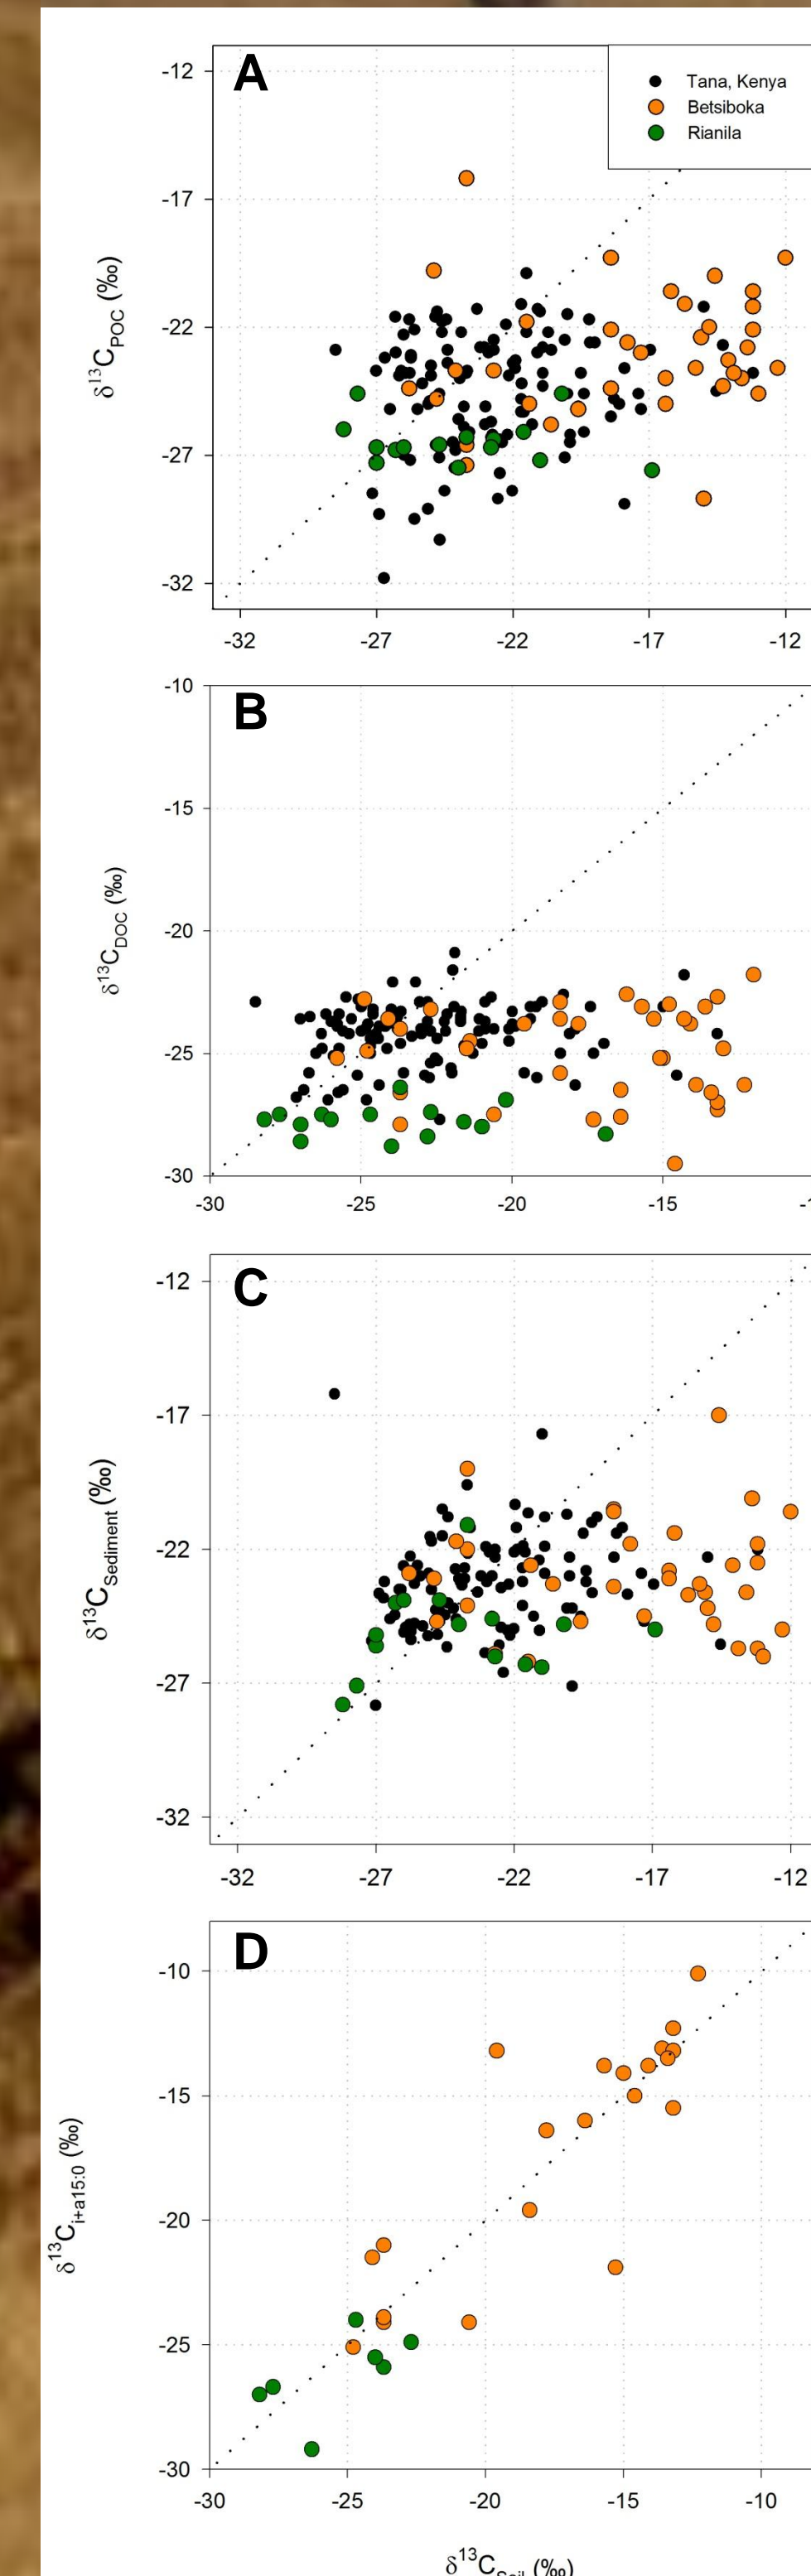 A
Tana, Kenya
Betsiboka
Rianila
-12
-17
-22
-27
-32
δ13CPOC (‰)
-32 -27 -22 -17 -12
B
-10
-15
-20
-25
-30
δ13CDOC (‰)
-30 -25 -20 -15
C
-12
-17
-22
-27
-32
δ13CSediment (‰)
-32 -27 -22 -17 -12
D
-10
-15
-20
-25
-30
δ13Ci+a15:0 (‰)
-30 -25 -20 -15 -10
δ13CSoil (‰)